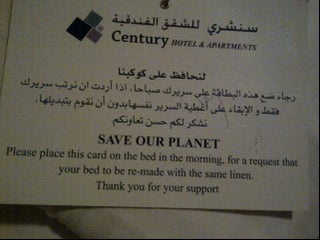 سنشري للشقق الفندقية
Century HOTEL & APARTMENTS
لنحافظ على كوكبنا
رجاء ضع هذه البطاقة على سريرك صباحا، اذا اردت ان نرتب سريرك
فقط و الإبقاء على أغطية السرير نفسها بدون أن نقوم بتبديلها.
نشكر لكم حسن تعاونكم
SAVE OUR PLANET
Please place this card on the bed in the morning, for a request that
your bed to be re-made with the same linen.
Thank you for your support